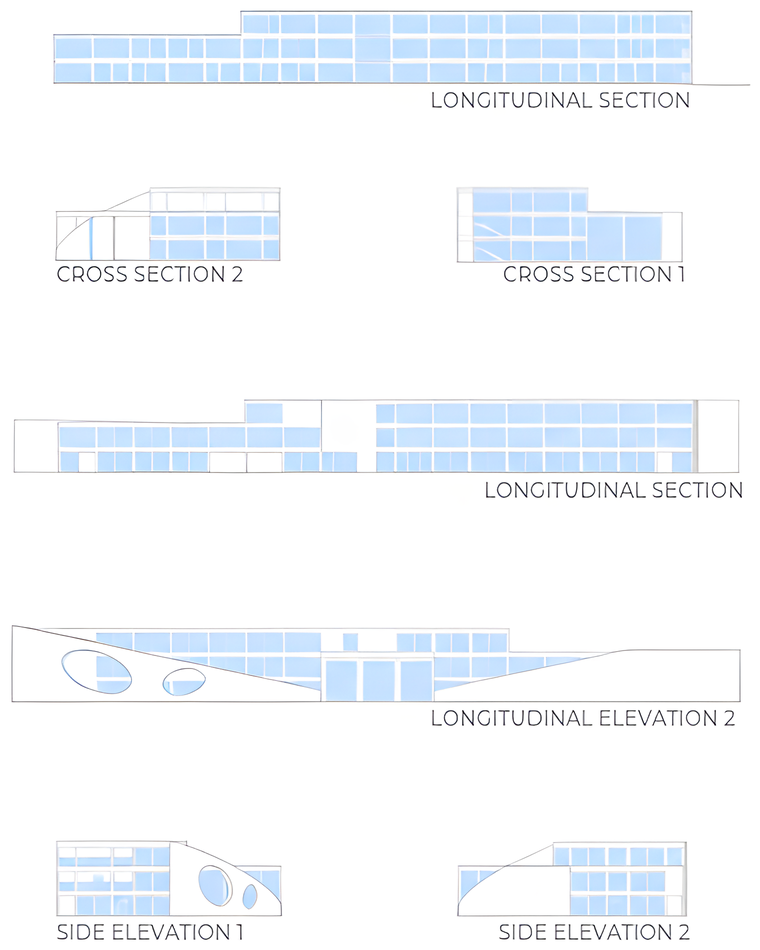 LONGITUDINAL SECTION
CROSS SECTION 2
CROSS SECTION 1
LONGITUDINAL SECTION
LONGITUDINAL ELEVATION 2
SIDE ELEVATION 1
SIDE ELEVATION 2